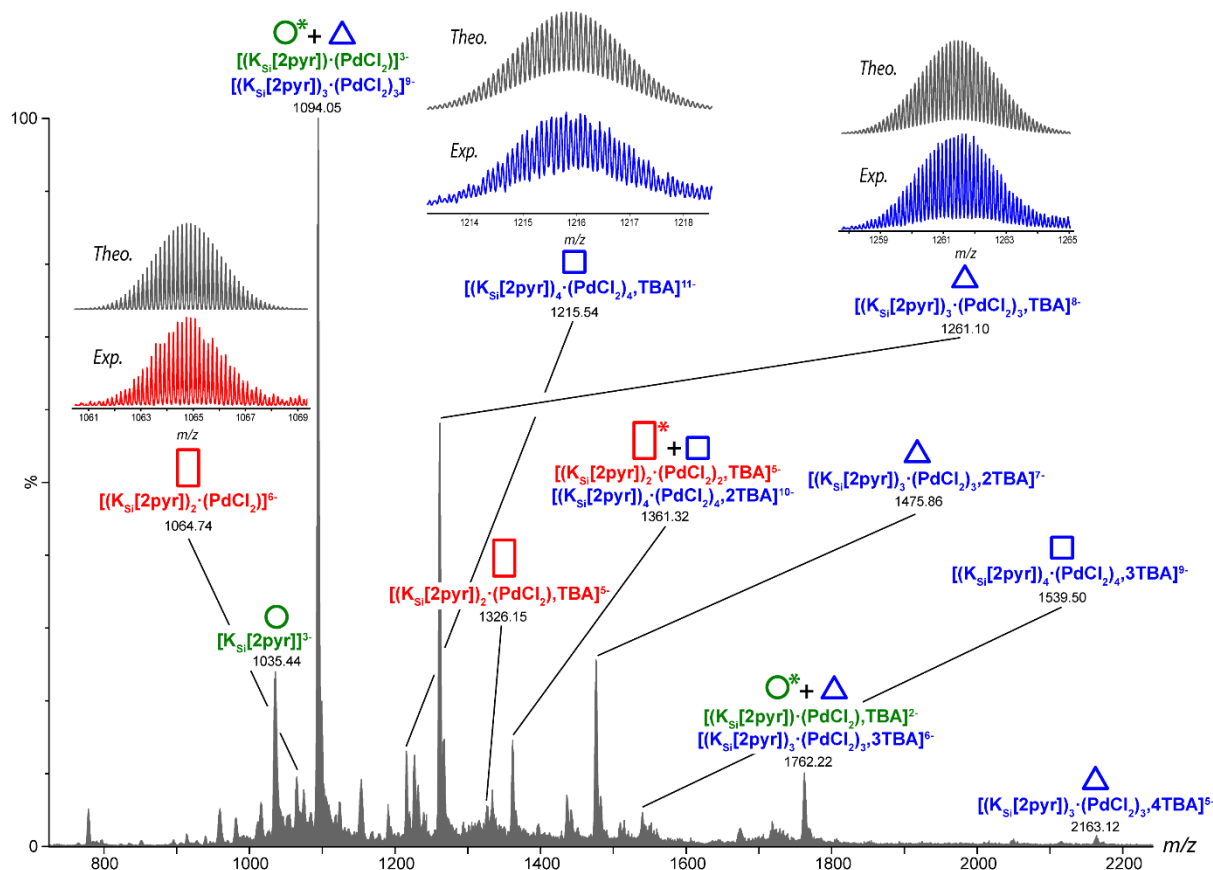 * +
[(K_Si[2pyr])·(PdCl₂)]³⁻
[(K_Si[2pyr])₃·(PdCl₂)₃]⁹⁻
1094.05
Theo.
Exp.
1214 1215 1216 1217 1218
m/z
[(K_Si[2pyr])₄·(PdCl₂)₄,TBA]¹¹⁻
1215.54
Theo.
Exp.
1259 1261 1263 1265
m/z
[(K_Si[2pyr])₃·(PdCl₂)₃,TBA]⁸⁻
1261.10
Theo.
Exp.
1061 1063 1065 1067 1069
m/z
[(K_Si[2pyr])₂·(PdCl₂)]⁶⁻
1064.74
[K_Si[2pyr]]³⁻
1035.44
[(K_Si[2pyr])₂·(PdCl₂),TBA]⁵⁻
1326.15
* +
[(K_Si[2pyr])₂·(PdCl₂)₂,TBA]⁵⁻
[(K_Si[2pyr])₄·(PdCl₂)₄,2TBA]¹⁰⁻
1361.32
[(K_Si[2pyr])₃·(PdCl₂)₃,2TBA]⁷⁻
1475.86
[(K_Si[2pyr])₄·(PdCl₂)₄,3TBA]⁹⁻
1539.50
* +
[(K_Si[2pyr])·(PdCl₂),TBA]²⁻
[(K_Si[2pyr])₃·(PdCl₂)₃,3TBA]⁶⁻
1762.22
[(K_Si[2pyr])₃·(PdCl₂)₃,4TBA]⁵⁻
2163.12
100
%
0
800 1000 1200 1400 1600 1800 2000 2200 m/z